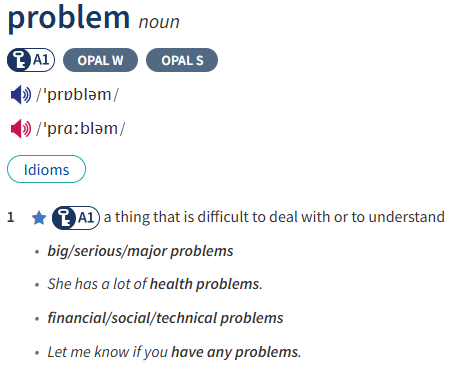 problem noun
A1 OPAL W OPAL S
/ˈprɒbləm/
/ˈprɑːbləm/
Idioms
1 A1 a thing that is difficult to deal with or to understand
• big/serious/major problems
• She has a lot of health problems.
• financial/social/technical problems
• Let me know if you have any problems.